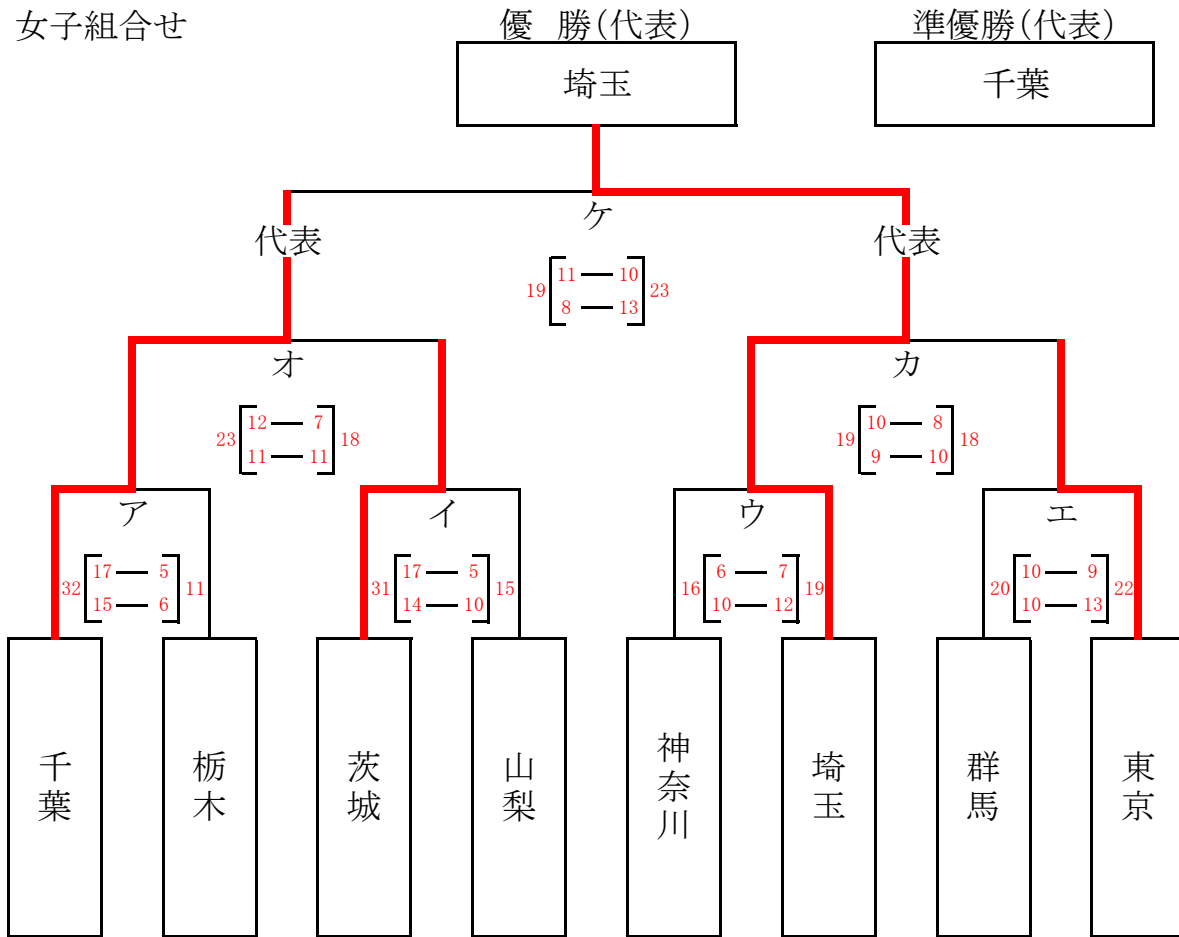 女子組合せ
優　勝(代表)
準優勝(代表)
埼玉
千葉
ケ
代表
代表
19 11 — 10 23
8 — 13
オ
カ
23 12 — 7 18
11 — 11
19 10 — 8 18
9 — 10
ア
イ
ウ
エ
32 17 — 5 11
15 — 6
31 17 — 5 15
14 — 10
16 6 — 7 19
10 — 12
20 10 — 9 22
10 — 13
千葉
栃木
茨城
山梨
神奈川
埼玉
群馬
東京